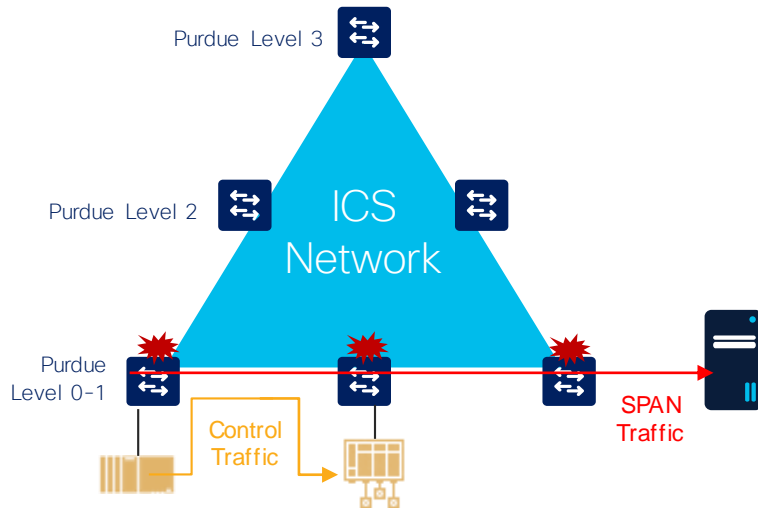 Purdue Level 3
Purdue Level 2
ICS
Network
Purdue
Level 0-1
Control
Traffic
SPAN
Traffic